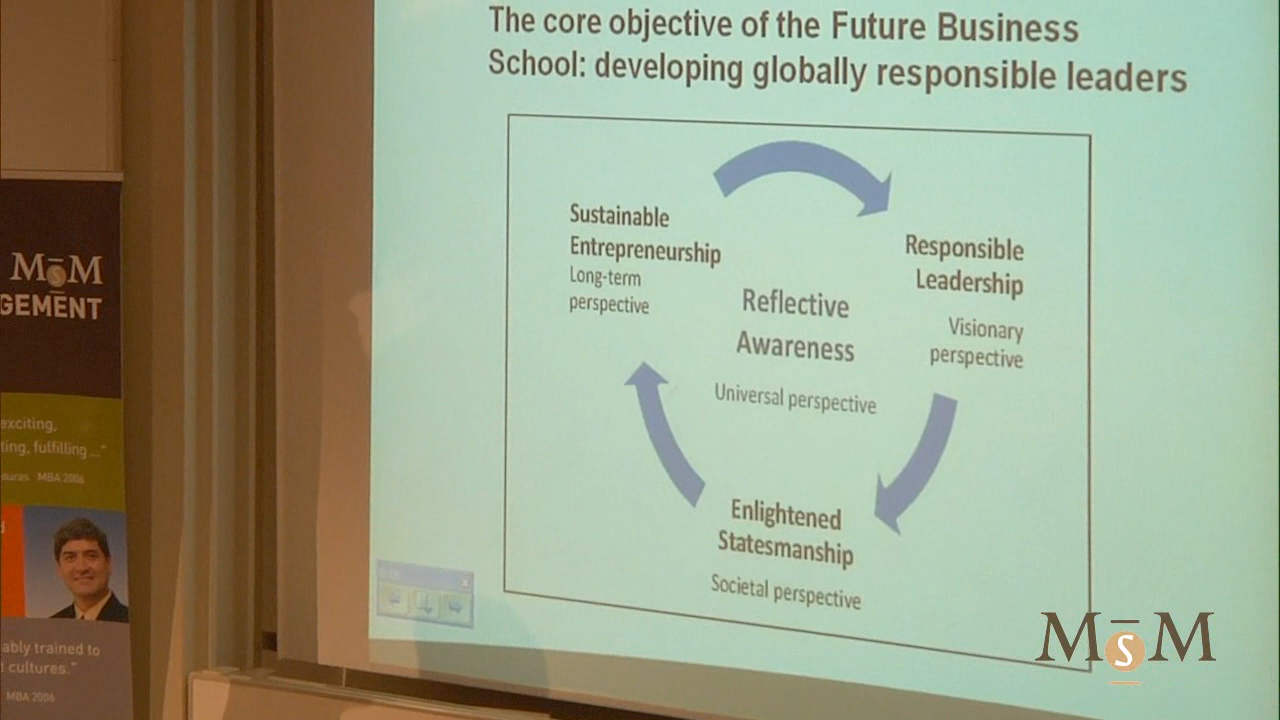 The core objective of the Future Business
School: developing globally responsible leaders
Sustainable
Entrepreneurship
Long-term
perspective
Responsible
Leadership
Visionary
perspective
Reflective
Awareness
Universal perspective
Enlightened
Statesmanship
Societal perspective
MSM
GEMENT
exciting,
ting, fulfilling..."
MBA 2006
ably trained to
cultures."
MBA 2006
MSM